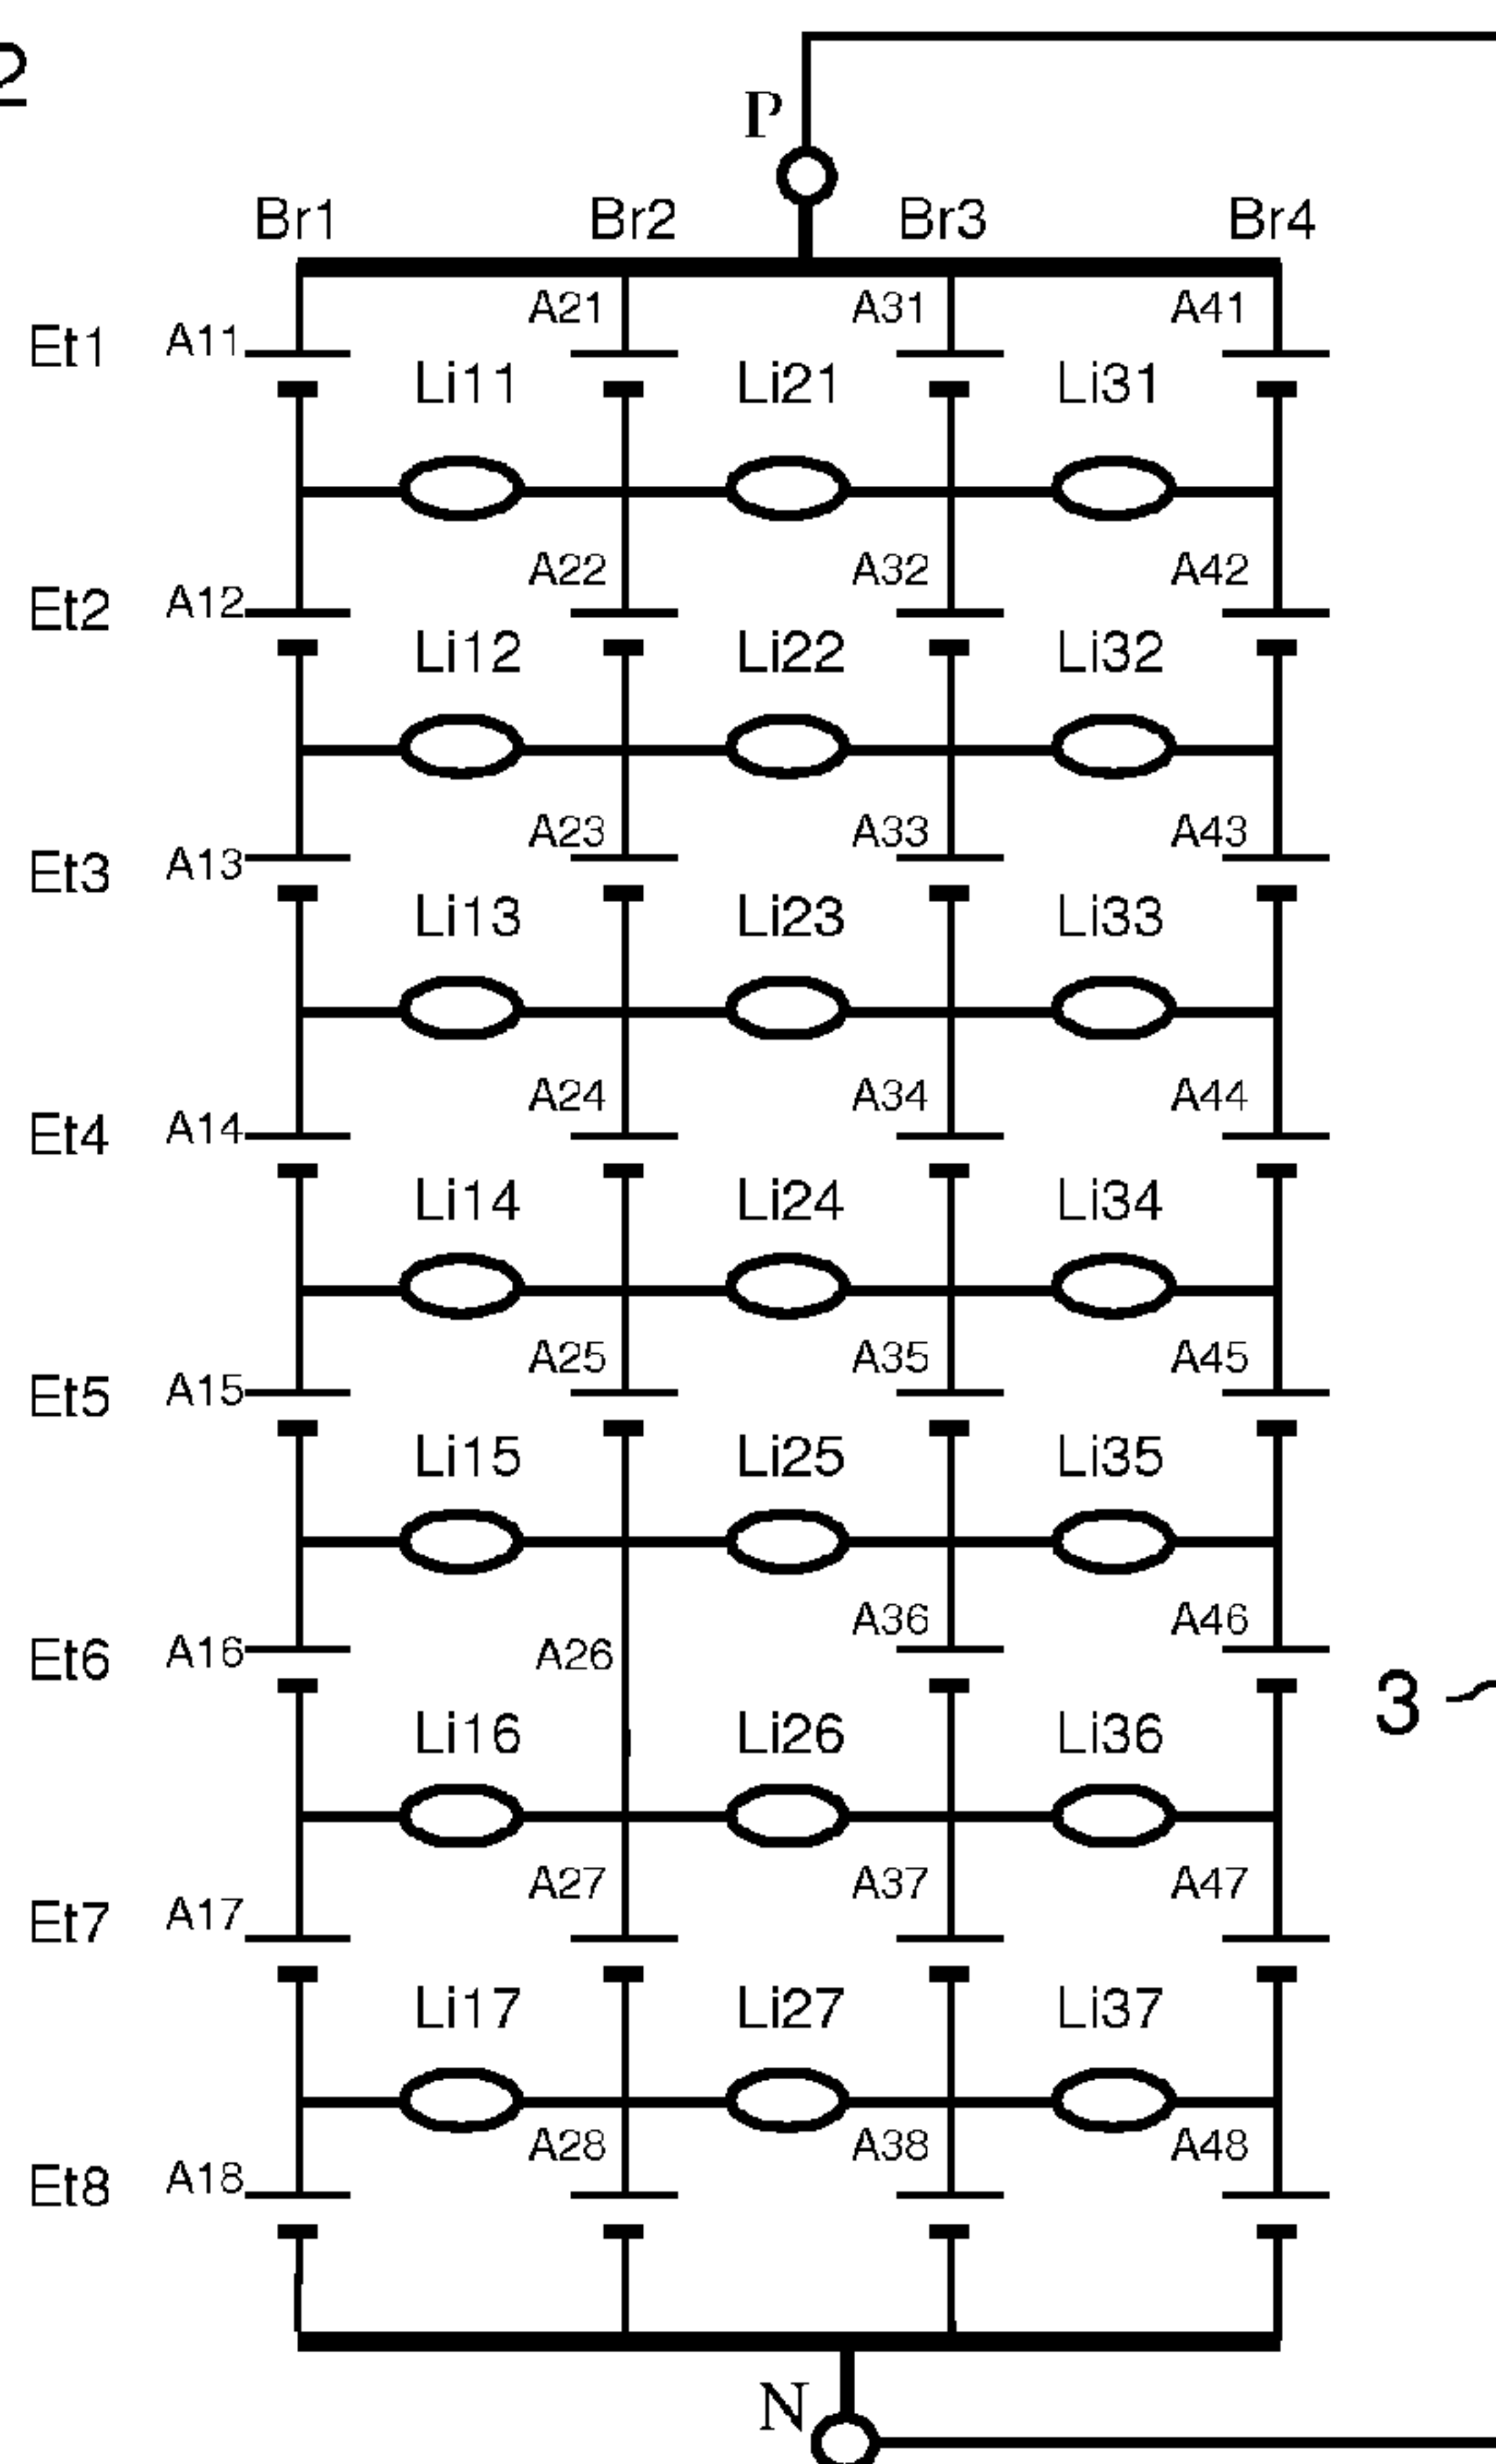 2
P
Br1 Br2 Br3 Br4
A21 A31 A41
Et1 A11
Li11 Li21 Li31
A22 A32 A42
Et2 A12
Li12 Li22 Li32
A23 A33 A43
Et3 A13
Li13 Li23 Li33
A24 A34 A44
Et4 A14
Li14 Li24 Li34
A25 A35 A45
Et5 A15
Li15 Li25 Li35
A36 A46
Et6 A16 A26
3
Li16 Li26 Li36
A27 A37 A47
Et7 A17
Li17 Li27 Li37
A28 A38 A48
Et8 A18
N